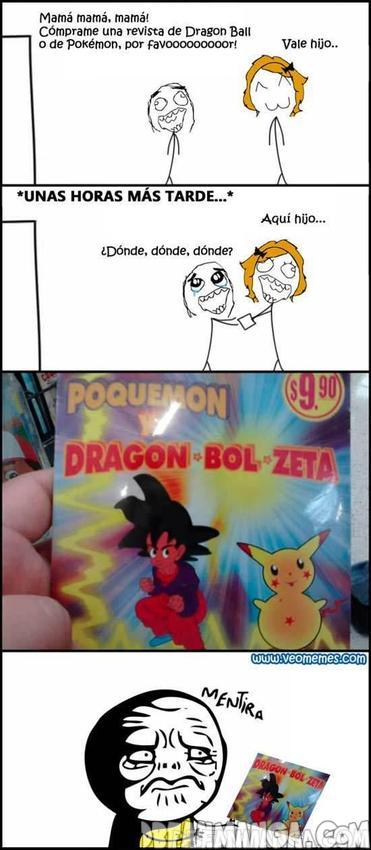 Mamá mamá, mamá!
Cómprame una revista de Dragon Ball
o de Pokémon, por favooooooooor!
Vale hijo..
*UNAS HORAS MÁS TARDE...*
Aquí hijo...
¿Dónde, dónde, dónde?
POQUEMON
$9.90
Y
DRAGON BOL ZETA
www.veomemes.com
MENTIRA
DRAGON BOL ZETA